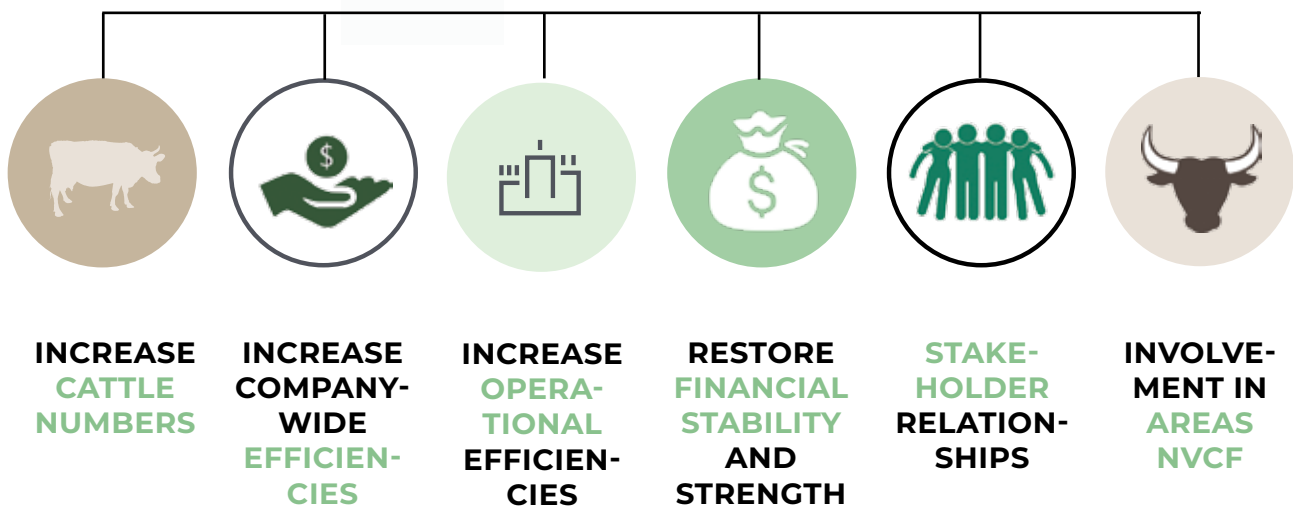 $
$
INCREASE
CATTLE
NUMBERS
INCREASE
COMPANY-
WIDE
EFFICIEN-
CIES
INCREASE
OPERA-
TIONAL
EFFICIEN-
CIES
RESTORE
FINANCIAL
STABILITY
AND
STRENGTH
STAKE-
HOLDER
RELATION-
SHIPS
INVOLVE-
MENT IN
AREAS
NVCF